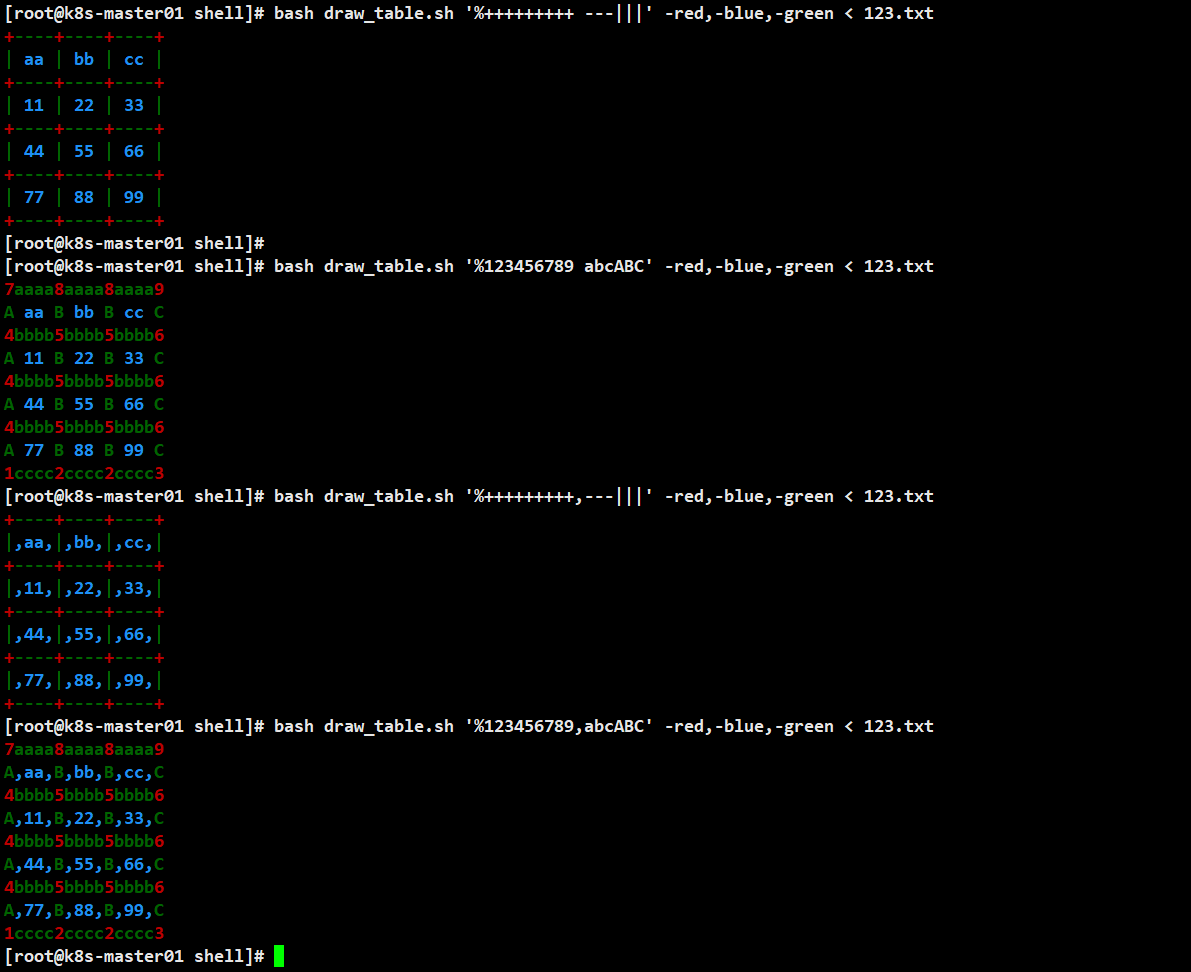 [root@k8s-master01 shell]# bash draw_table.sh '%+++++++++ ---|||' -red,-blue,-green < 123.txt
+----+----+----+
| aa | bb | cc |
+----+----+----+
| 11 | 22 | 33 |
+----+----+----+
| 44 | 55 | 66 |
+----+----+----+
| 77 | 88 | 99 |
+----+----+----+
[root@k8s-master01 shell]#
[root@k8s-master01 shell]# bash draw_table.sh '%123456789 abcABC' -red,-blue,-green < 123.txt
7aaaa8aaaa8aaaa9
A aa B bb B cc C
4bbbb5bbbb5bbbb6
A 11 B 22 B 33 C
4bbbb5bbbb5bbbb6
A 44 B 55 B 66 C
4bbbb5bbbb5bbbb6
A 77 B 88 B 99 C
1cccc2cccc2cccc3
[root@k8s-master01 shell]# bash draw_table.sh '%+++++++++,---|||' -red,-blue,-green < 123.txt
+----+----+----+
|,aa,|,bb,|,cc,|
+----+----+----+
|,11,|,22,|,33,|
+----+----+----+
|,44,|,55,|,66,|
+----+----+----+
|,77,|,88,|,99,|
+----+----+----+
[root@k8s-master01 shell]# bash draw_table.sh '%123456789,abcABC' -red,-blue,-green < 123.txt
7aaaa8aaaa8aaaa9
A,aa,B,bb,B,cc,C
4bbbb5bbbb5bbbb6
A,11,B,22,B,33,C
4bbbb5bbbb5bbbb6
A,44,B,55,B,66,C
4bbbb5bbbb5bbbb6
A,77,B,88,B,99,C
1cccc2cccc2cccc3
[root@k8s-master01 shell]#